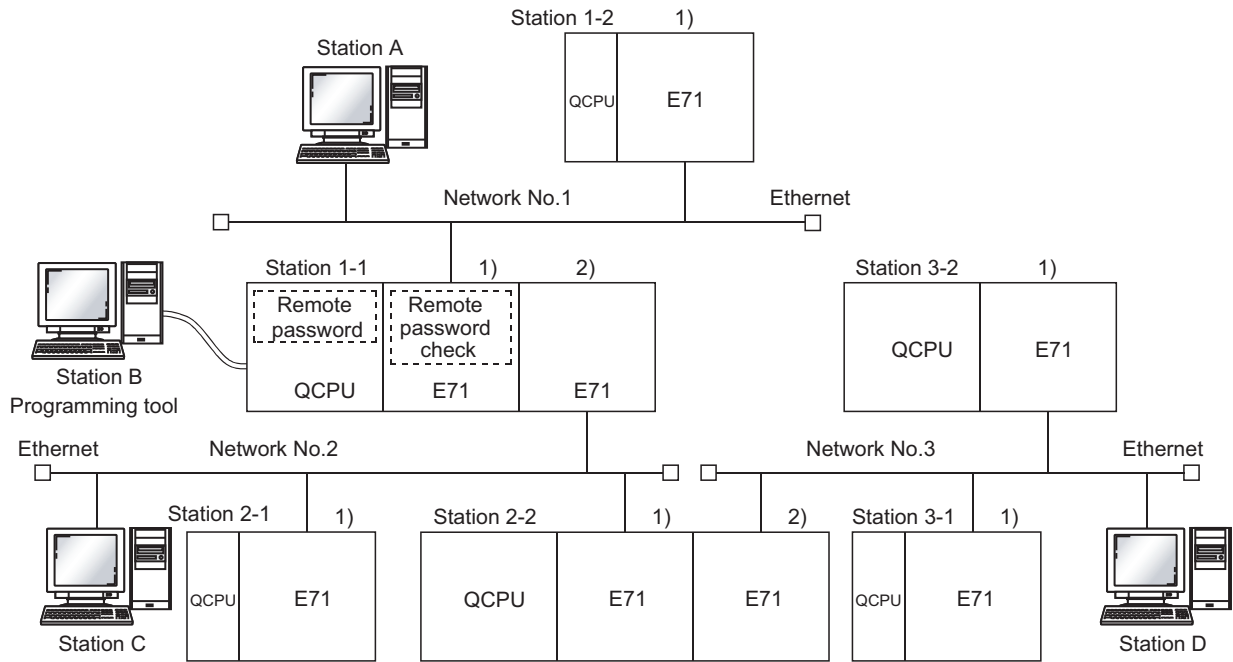 Station 1-2 1)
Station A
QCPU E71
Network No.1 Ethernet
Station 1-1 1) 2)
Station 3-2 1)
Remote password
Remote password check
QCPU E71 E71
QCPU E71
Station B
Programming tool
Ethernet Network No.2
Network No.3 Ethernet
Station 2-1 1)
Station 2-2 1) 2)
Station 3-1 1)
QCPU E71
QCPU E71 E71
QCPU E71
Station C
Station D